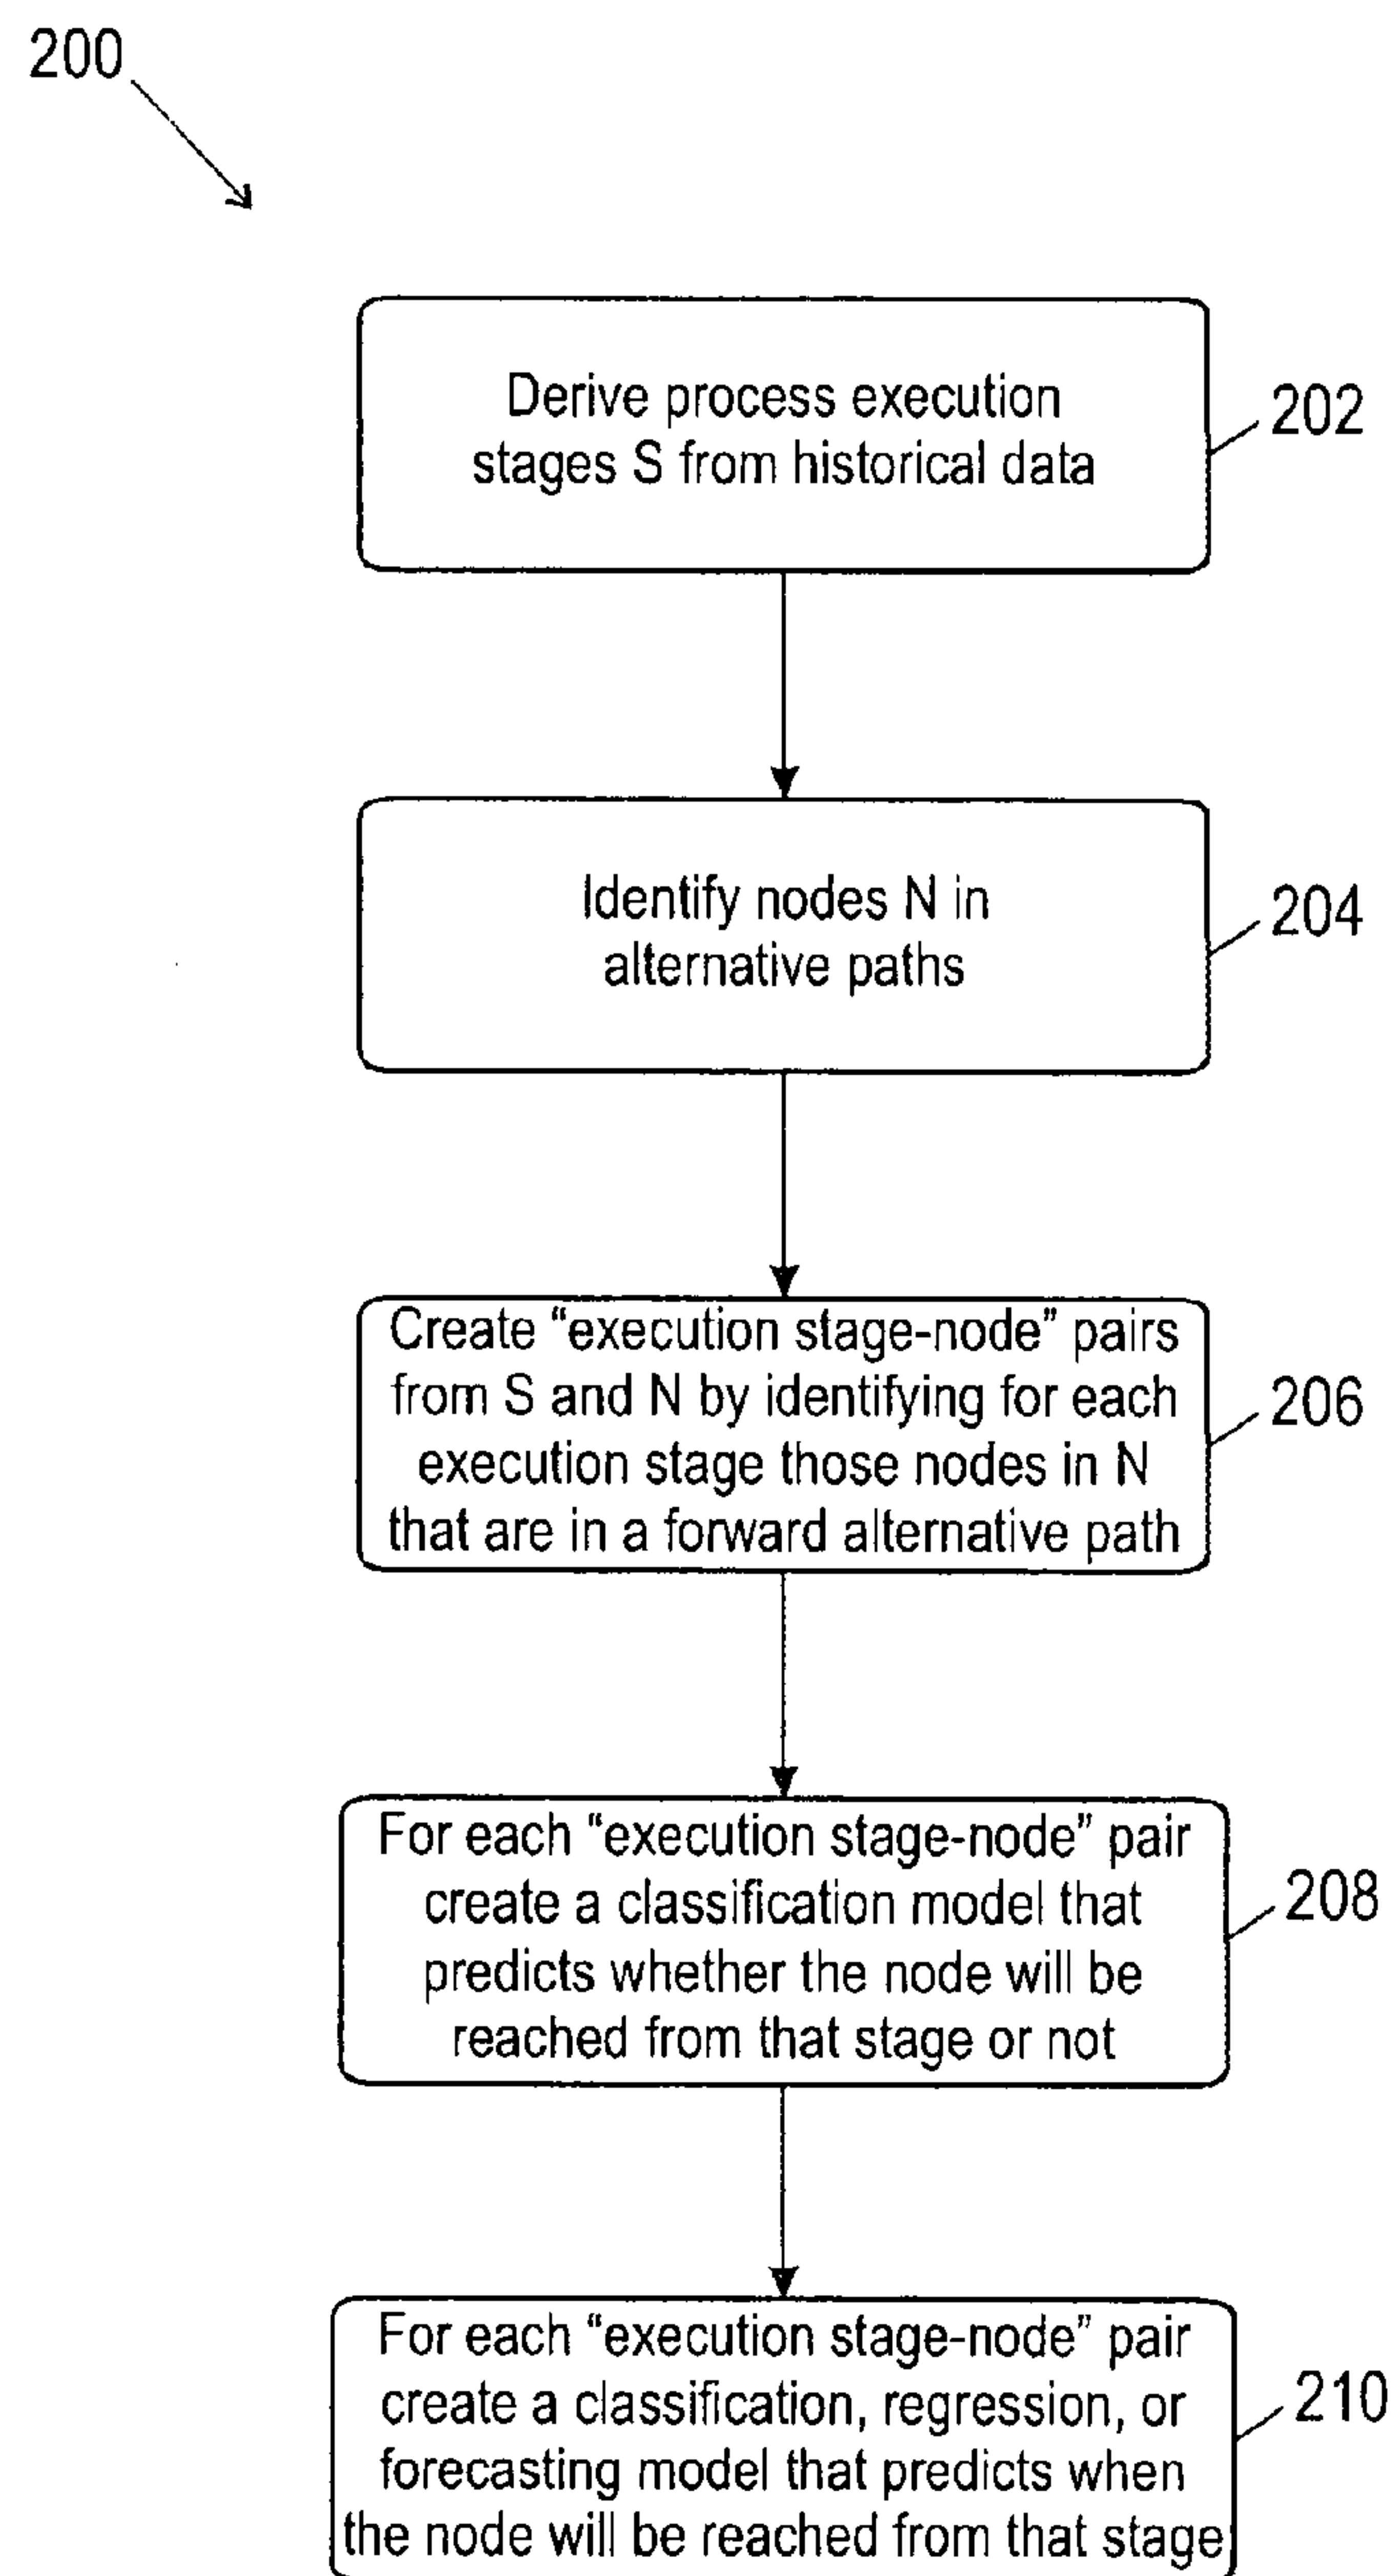 200
Derive process execution
stages S from historical data
202
Identify nodes N in
alternative paths
204
Create “execution stage-node” pairs
from S and N by identifying for each
execution stage those nodes in N
that are in a forward alternative path
206
For each “execution stage-node” pair
create a classification model that
predicts whether the node will be
reached from that stage or not
208
For each “execution stage-node” pair
create a classification, regression, or
forecasting model that predicts when
the node will be reached from that stage
210